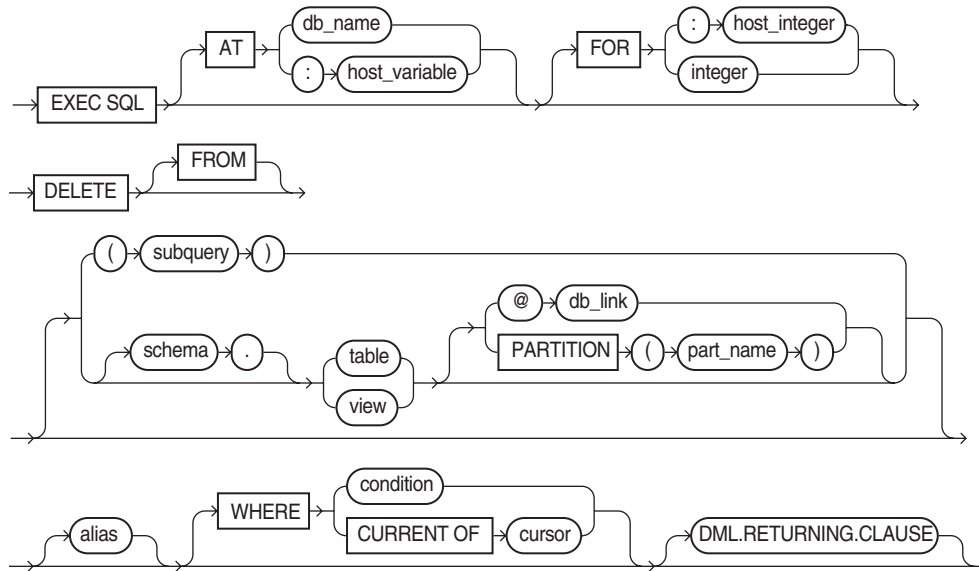 AT db_name FOR : host_integer
: host_variable integer
EXEC SQL
FROM
DELETE
( subquery )
@ db_link
schema . table PARTITION ( part_name )
view
condition
WHERE
alias CURRENT OF cursor DML.RETURNING.CLAUSE